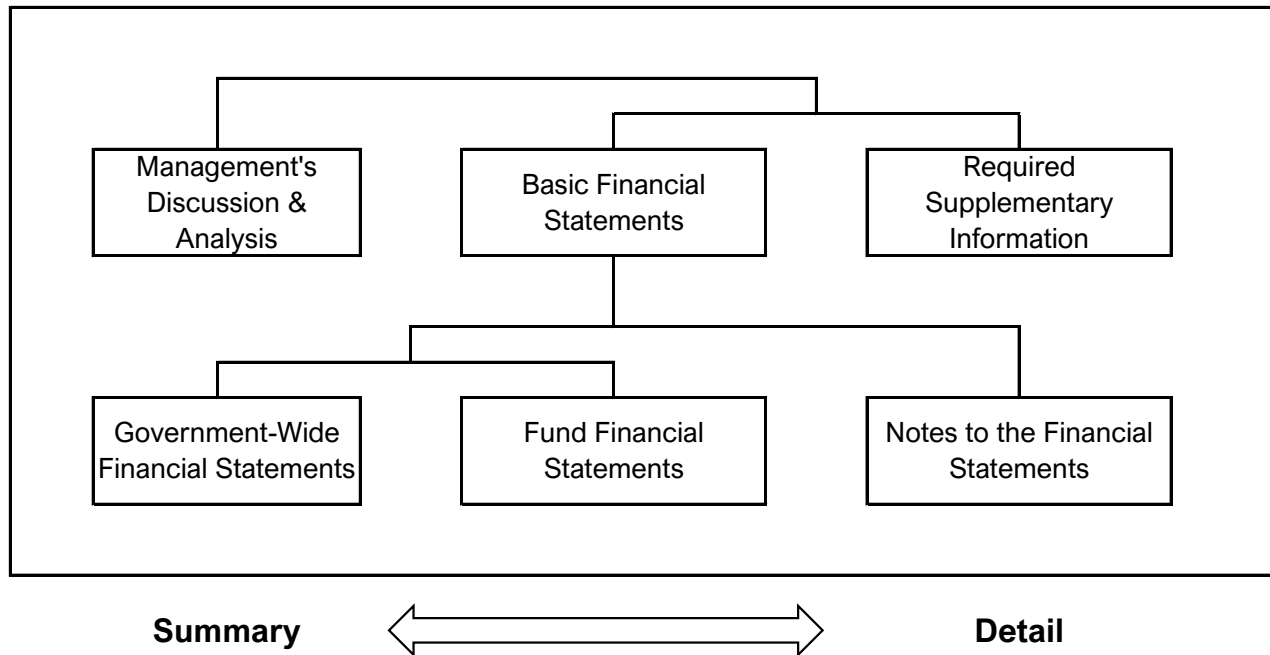 Management's
Discussion &
Analysis
Basic Financial
Statements
Required
Supplementary
Information
Government-Wide
Financial Statements
Fund Financial
Statements
Notes to the Financial
Statements
Summary
Detail